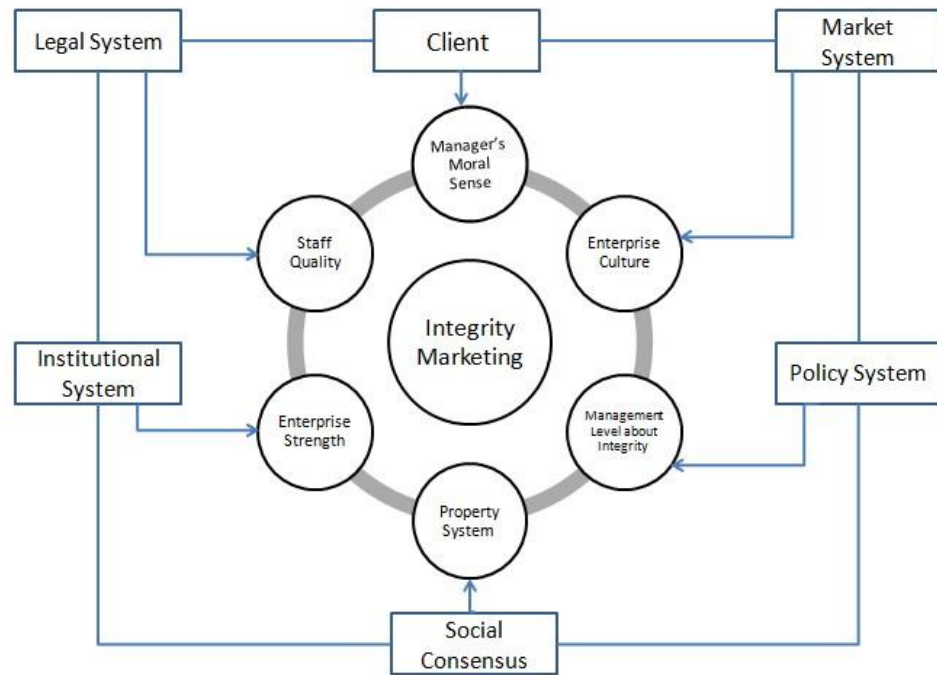 Legal System
Client
Market
System
Manager's
Moral
Sense
Staff
Quality
Enterprise
Culture
Integrity
Marketing
Institutional
System
Policy System
Enterprise
Strength
Management
Level about
Integrity
Property
System
Social
Consensus